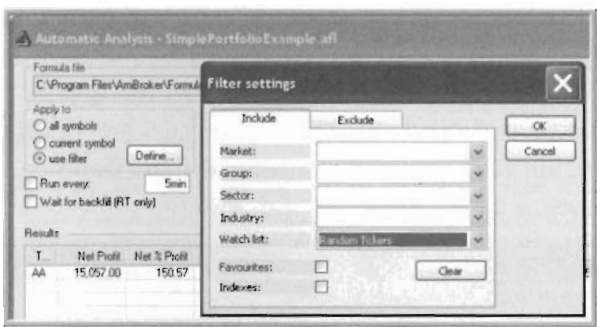 Automatic Analysis - SimplePortfolioExample.afl
Formula file
C:\Program Files\AmiBroker\Formul
Apply to
all symbols
current symbol
use filter
Define...
Run every:
5min
Wait for backfill (RT only)
Results
T...
Net Profit
Net % Profit
AA
15,057.00
150.57
Filter settings
Include
Exclude
OK
Cancel
Market:
Group:
Sector:
Industry:
Watch list:
Random Tickers
Favourites:
Clear
Indexes: